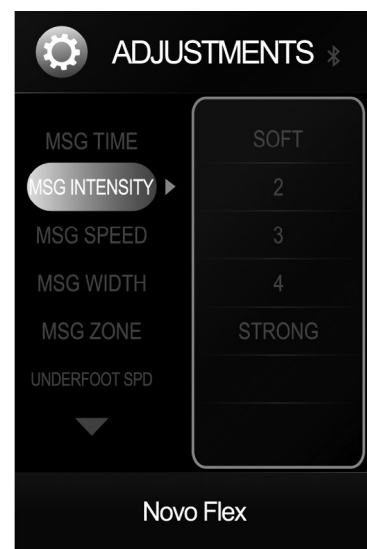 ADJUSTMENTS
MSG TIME
MSG INTENSITY
MSG SPEED
MSG WIDTH
MSG ZONE
UNDERFOOT SPD
SOFT
2
3
4
STRONG
Novo Flex